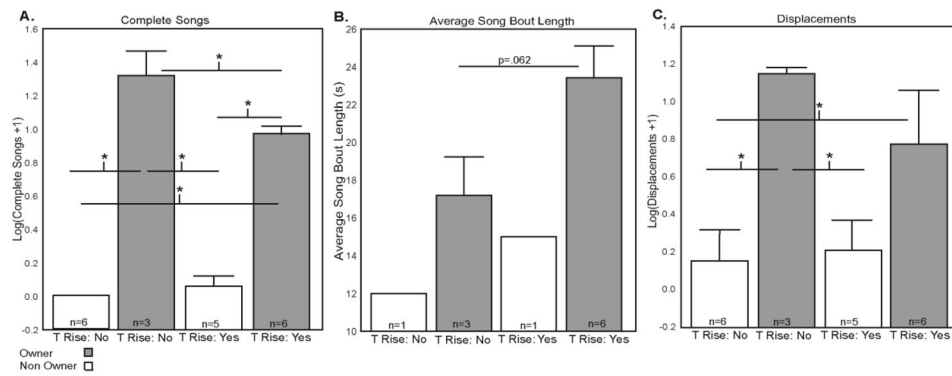 A.
Complete Songs
Log(Complete Songs +1)
1.6
1.4
1.2
1.0
0.8
0.6
0.4
0.2
0.0
-0.2
*
*
*
*
*
n=6
n=3
n=5
n=6
T Rise: No
T Rise: No
T Rise: Yes
T Rise: Yes
B.
Average Song Bout Length
Average Song Bout Length (s)
26
24
22
20
18
16
14
12
10
p=.062
n=1
n=3
n=1
n=6
T Rise: No
T Rise: No
T Rise: Yes
T Rise: Yes
C.
Displacements
Log(Displacements +1)
1.4
1.2
1.0
0.8
0.6
0.4
0.2
0.0
-0.2
*
*
*
n=6
n=3
n=5
n=6
T Rise: No
T Rise: No
T Rise: Yes
T Rise: Yes
Owner
Non Owner